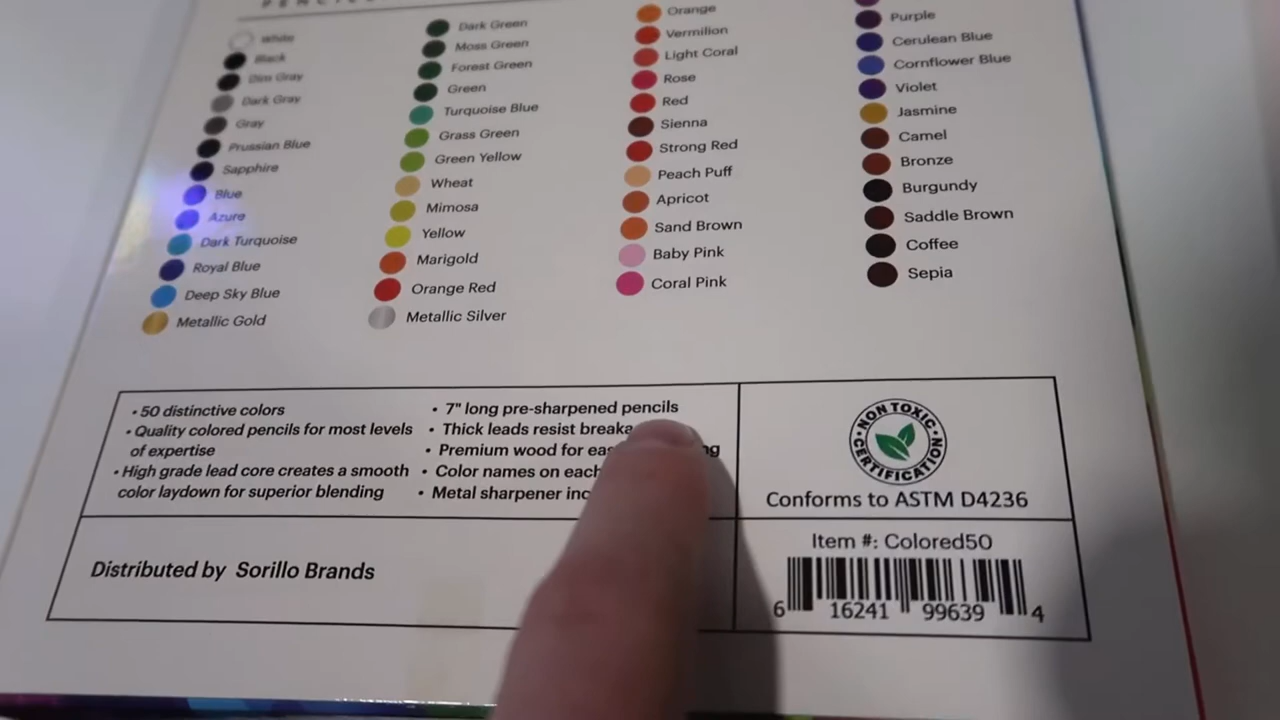 White
Black
Dim Gray
Dark Gray
Gray
Prussian Blue
Sapphire
Blue
Azure
Dark Turquoise
Royal Blue
Deep Sky Blue
Metallic Gold
Dark Green
Moss Green
Forest Green
Green
Turquoise Blue
Grass Green
Green Yellow
Wheat
Mimosa
Yellow
Marigold
Orange Red
Metallic Silver
Orange
Vermilion
Light Coral
Rose
Red
Sienna
Strong Red
Peach Puff
Apricot
Sand Brown
Baby Pink
Coral Pink
Purple
Cerulean Blue
Cornflower Blue
Violet
Jasmine
Camel
Bronze
Burgundy
Saddle Brown
Coffee
Sepia
• 50 distinctive colors
• Quality colored pencils for most levels
of expertise
• High grade lead core creates a smooth
color laydown for superior blending
• 7" long pre-sharpened pencils
• Thick leads resist
• Premium wood for
• Color names on each
• Metal sharpener
NON TOXIC
CERTIFICATION
Conforms to ASTM D4236
Distributed by Sorillo Brands
Item #: Colored50
6 16241 99639 4